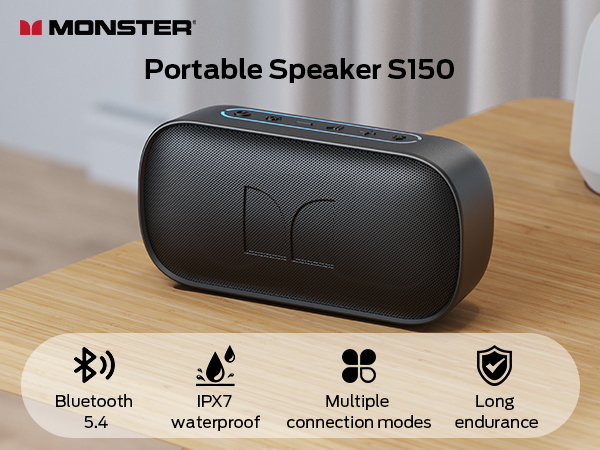 MONSTER
Portable Speaker S150
Bluetooth
5.4
IPX7
waterproof
Multiple
connection modes
Long
endurance